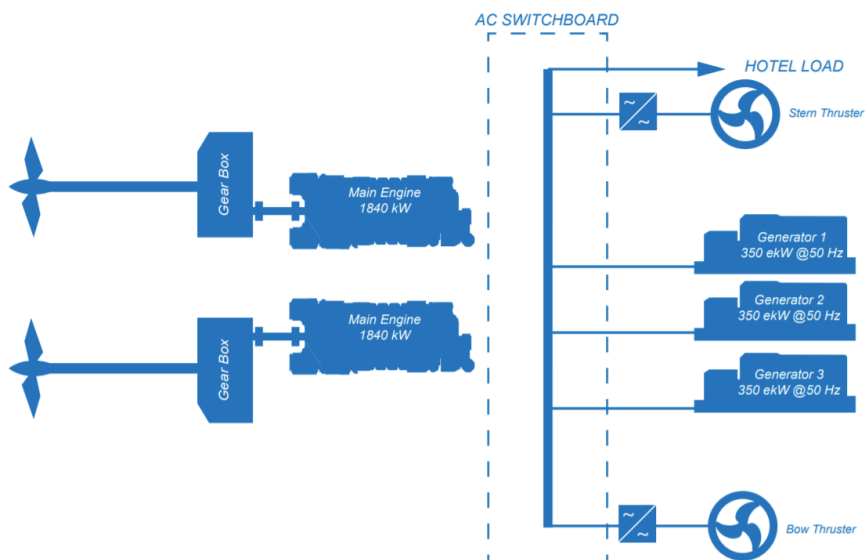 AC SWITCHBOARD
HOTEL LOAD
~
~
Stern Thruster
Gear Box
Main Engine
1840 kW
Generator 1
350 ekW @50 Hz
Generator 2
350 ekW @50 Hz
Gear Box
Main Engine
1840 kW
Generator 3
350 ekW @50 Hz
~
~
Bow Thruster